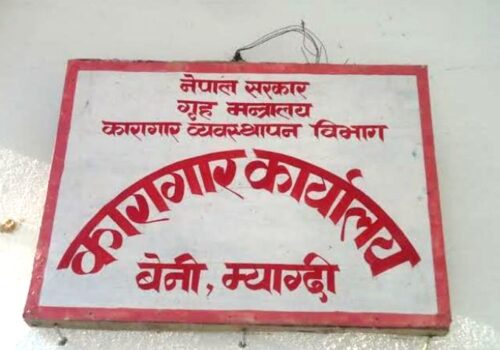 नेपाल सरकार
गृह मन्त्रालय
कारागार व्यवस्थापन विभाग
कारागार कार्यालय
बेनी, म्याग्दी